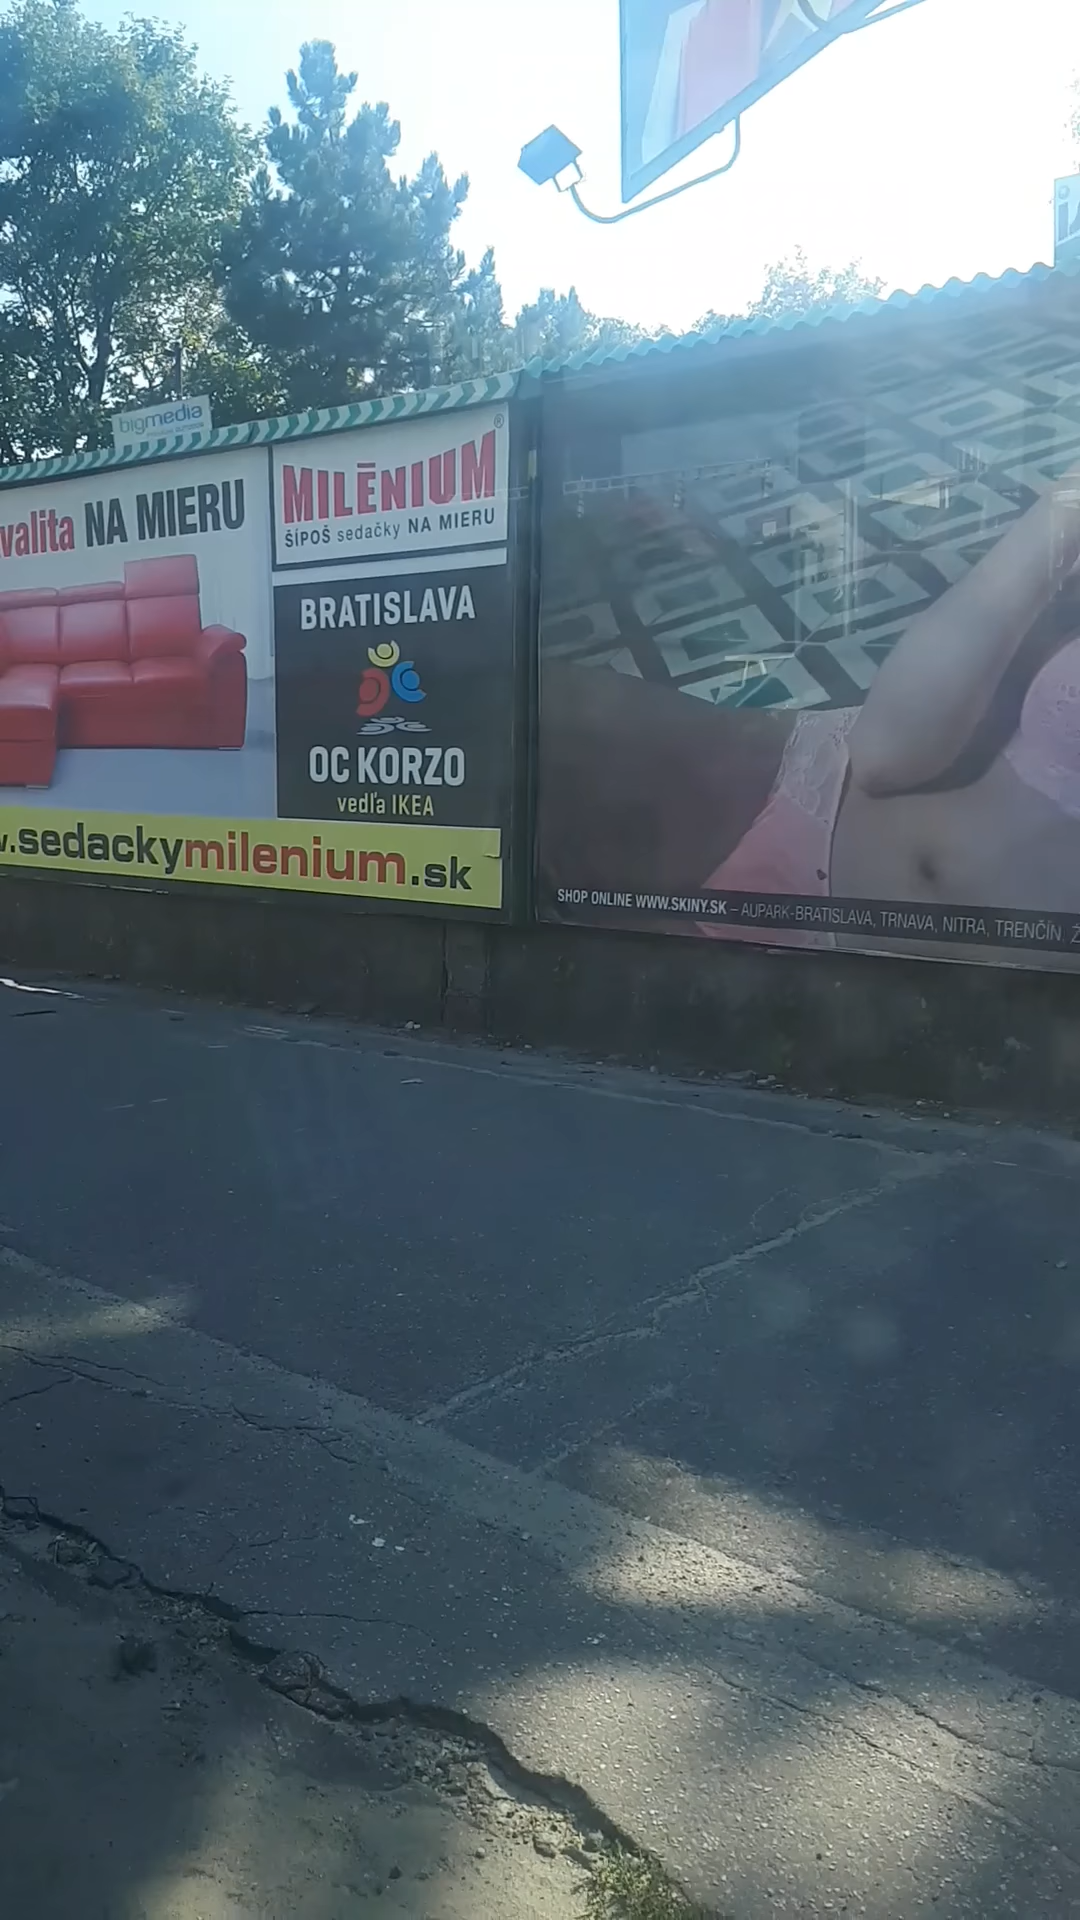 bigmedia
valita NA MIERU
MILĒNIUM®
ŠÍPOŠ sedačky NA MIERU
BRATISLAVA
OC KORZO
vedľa IKEA
.sedackymilenium.sk
SHOP ONLINE WWW.SKINY.SK – AUPARK-BRATISLAVA, TRNAVA, NITRA, TRENČÍN, Ž